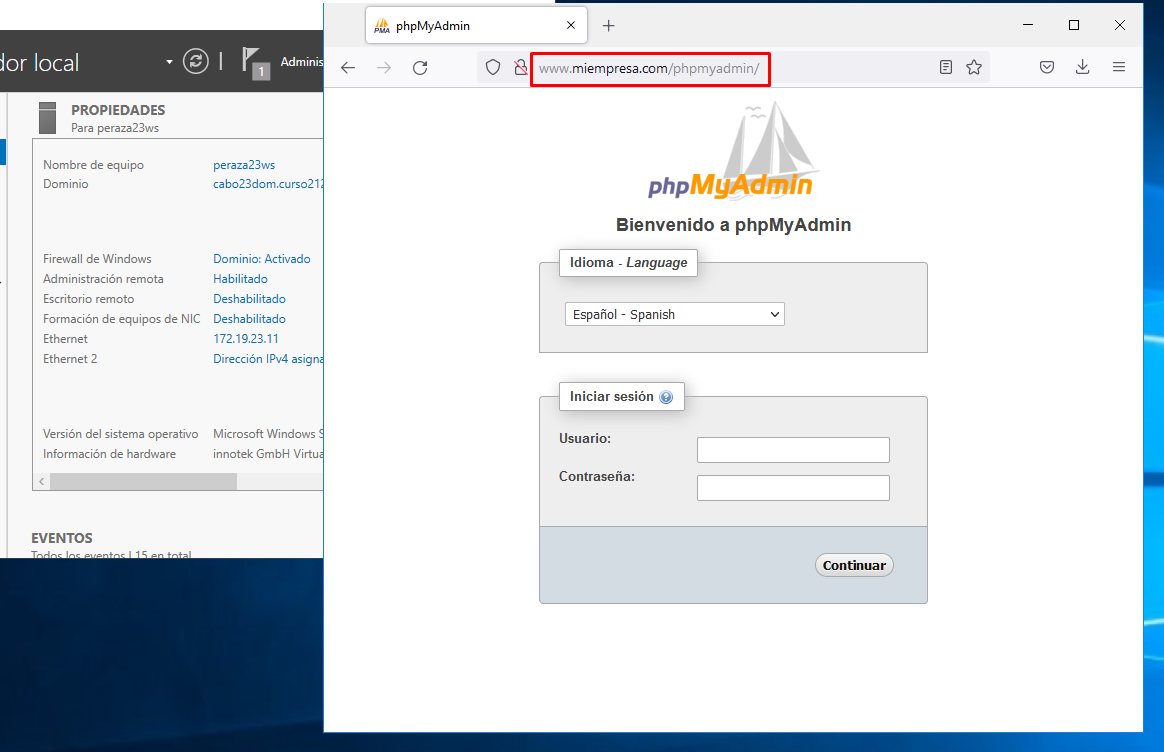 dor local
1
Adminis
PROPIEDADES
Para peraza23ws
Nombre de equipo peraza23ws
Dominio cabo23dom.curso212
Firewall de Windows Dominio: Activado
Administración remota Habilitado
Escritorio remoto Deshabilitado
Formación de equipos de NIC Deshabilitado
Ethernet 172.19.23.11
Ethernet 2 Dirección IPv4 asigna
Versión del sistema operativo Microsoft Windows S
Información de hardware innotek GmbH Virtua
EVENTOS
Todos los eventos | 15 en total
PMA phpMyAdmin
www.miempresa.com/phpmyadmin/
phpMyAdmin
Bienvenido a phpMyAdmin
Idioma - Language
Español - Spanish
Iniciar sesión
Usuario:
Contraseña:
Continuar